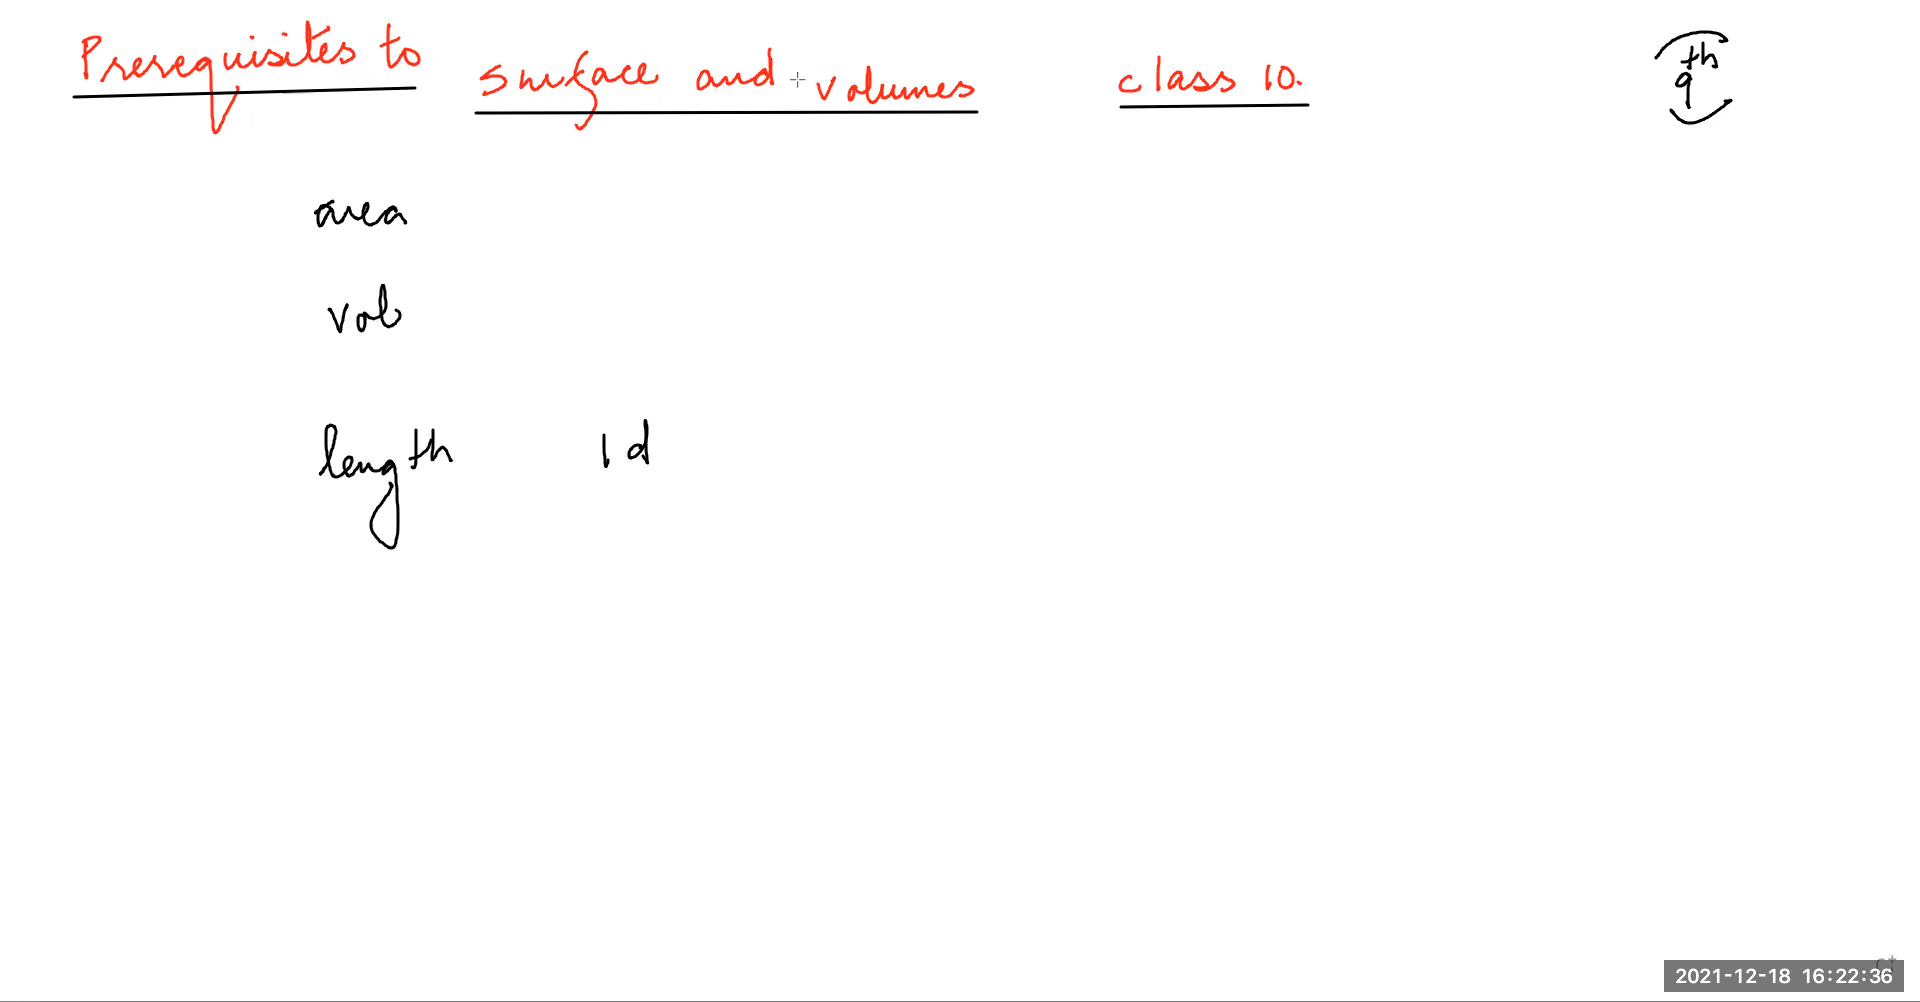 Prerequisites to surface and volumes class 10. 9th
area
vol
length 1d
2021-12-18 16:22:36